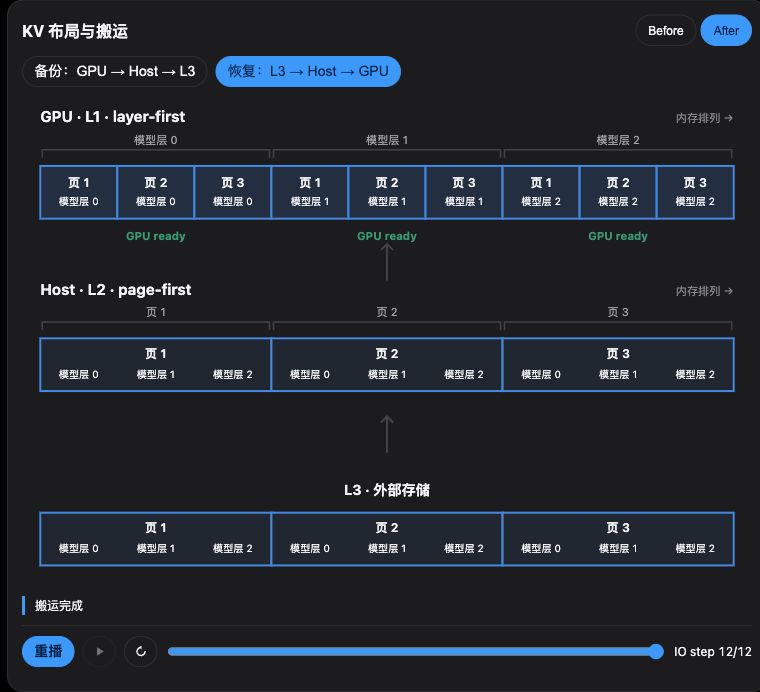 KV 布局与搬运
Before After
备份：GPU → Host → L3 恢复：L3 → Host → GPU
GPU · L1 · layer-first 内存排列 →
模型层 0 模型层 1 模型层 2
页 1 页 2 页 3 页 1 页 2 页 3 页 1 页 2 页 3
模型层 0 模型层 0 模型层 0 模型层 1 模型层 1 模型层 1 模型层 2 模型层 2 模型层 2
GPU ready GPU ready GPU ready
Host · L2 · page-first 内存排列 →
页 1 页 2 页 3
页 1 页 2 页 3
模型层 0 模型层 1 模型层 2 模型层 0 模型层 1 模型层 2 模型层 0 模型层 1 模型层 2
L3 · 外部存储
页 1 页 2 页 3
模型层 0 模型层 1 模型层 2 模型层 0 模型层 1 模型层 2 模型层 0 模型层 1 模型层 2
搬运完成
重播 IO step 12/12